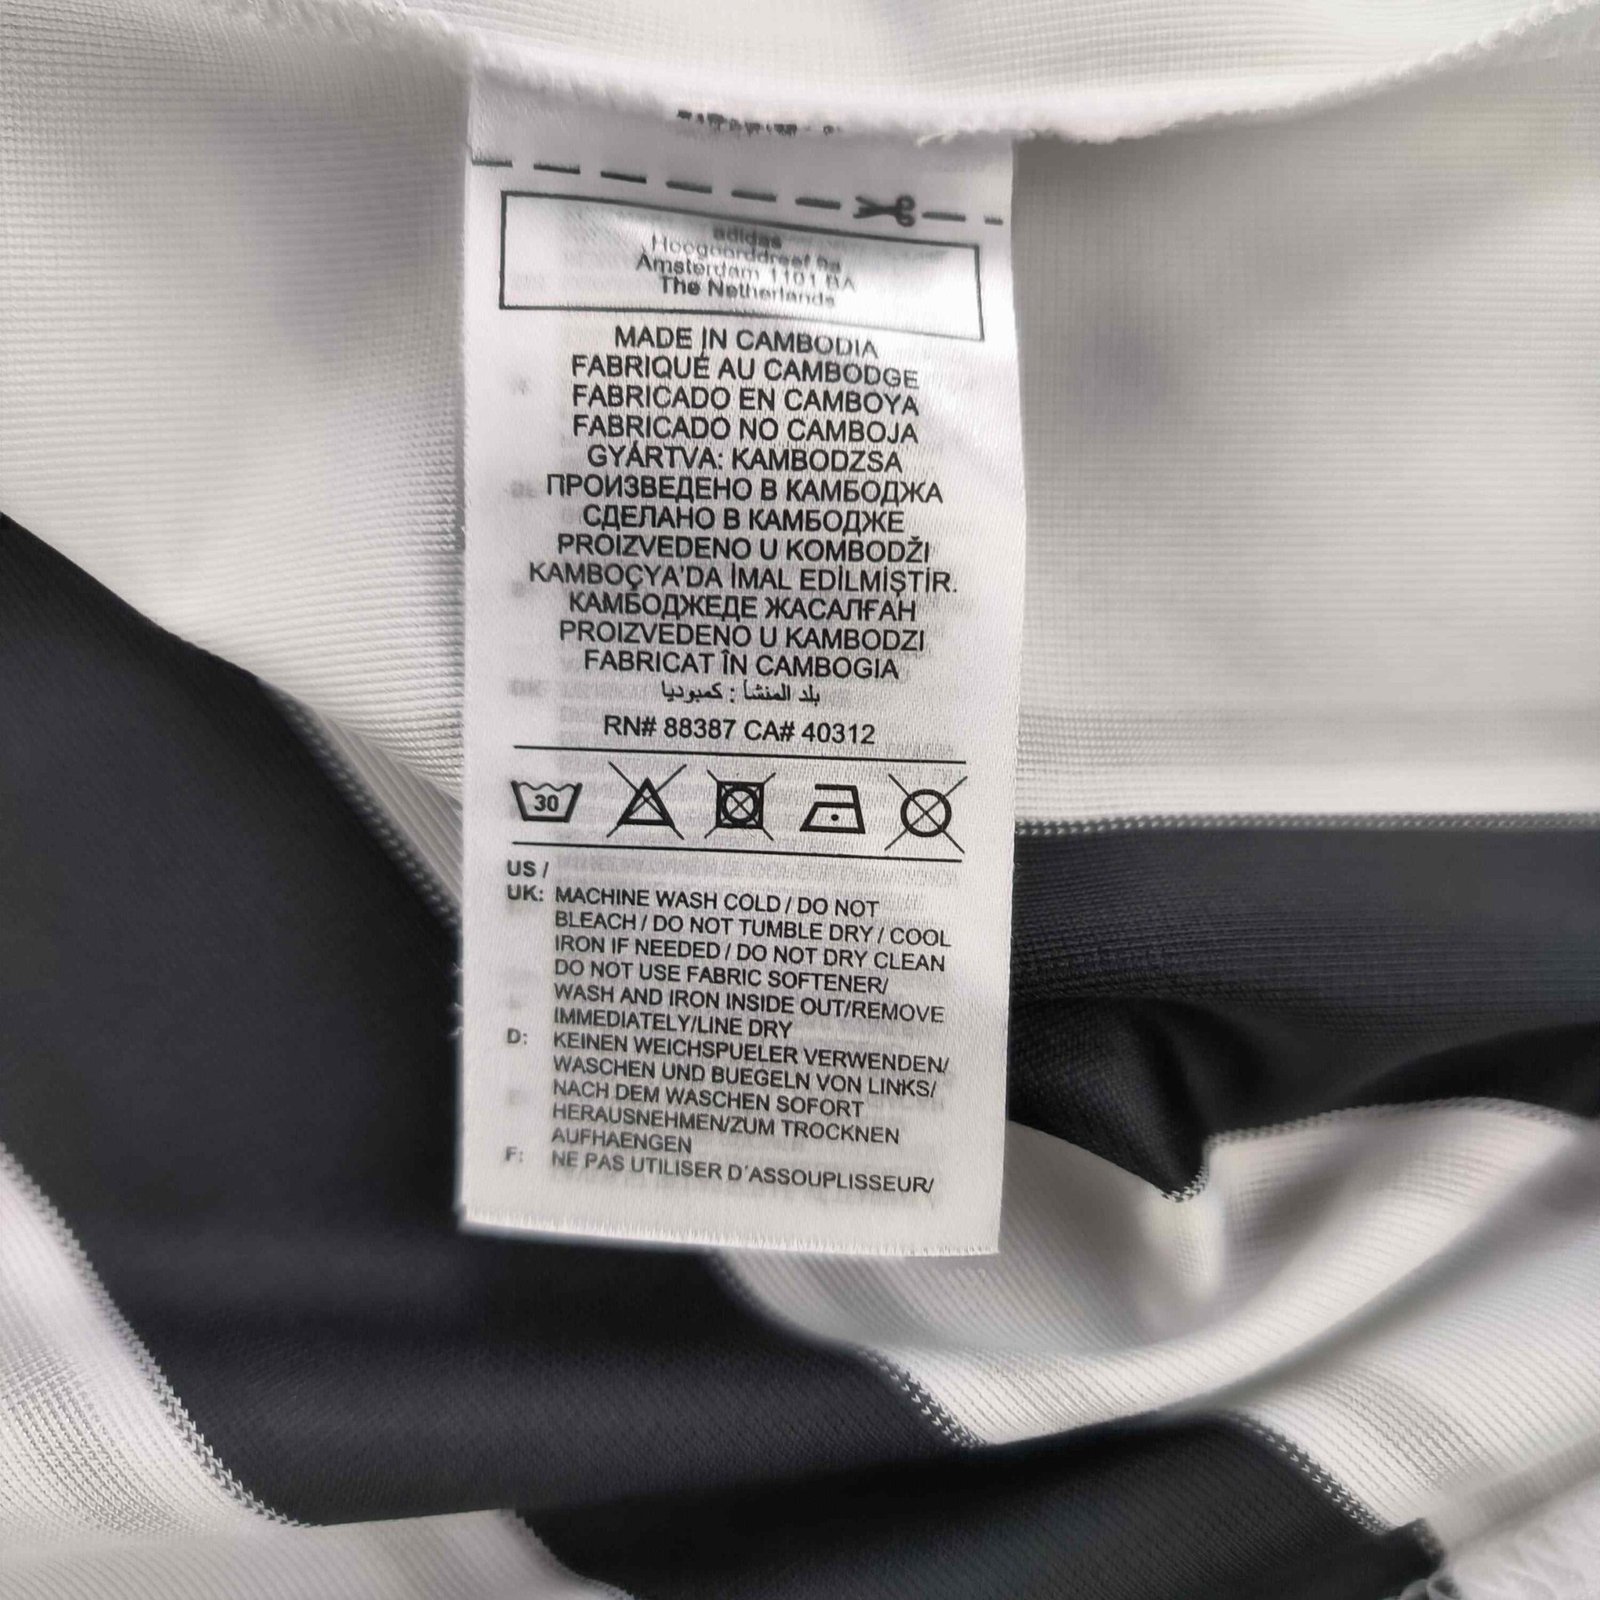 adidas
Hoogoorddreef 9a
Amsterdam 1101 BA
The Netherlands
MADE IN CAMBODIA
FABRIQUÉ AU CAMBODGE
FABRICADO EN CAMBOYA
FABRICADO NO CAMBOJA
GYÁRTVA: KAMBODZSA
ПРОИЗВЕДЕНО В КАМБОДЖА
СДЕЛАНО В КАМБОДЖЕ
PROIZVEDENO U KOMBODŽI
KAMBOÇYA'DA İMAL EDİLMİŞTİR.
КАМБОДЖЕДЕ ЖАСАЛҒАН
PROIZVEDENO U KAMBODZI
FABRICAT ÎN CAMBOGIA
بلد المنشأ : كمبوديا
RN# 88387 CA# 40312
30
US /
UK: MACHINE WASH COLD / DO NOT
BLEACH / DO NOT TUMBLE DRY / COOL
IRON IF NEEDED / DO NOT DRY CLEAN
DO NOT USE FABRIC SOFTENER/
WASH AND IRON INSIDE OUT/REMOVE
IMMEDIATELY/LINE DRY
D: KEINEN WEICHSPUELER VERWENDEN/
WASCHEN UND BUEGELN VON LINKS/
NACH DEM WASCHEN SOFORT
HERAUSNEHMEN/ZUM TROCKNEN
AUFHAENGEN
F: NE PAS UTILISER D´ASSOUPLISSEUR/